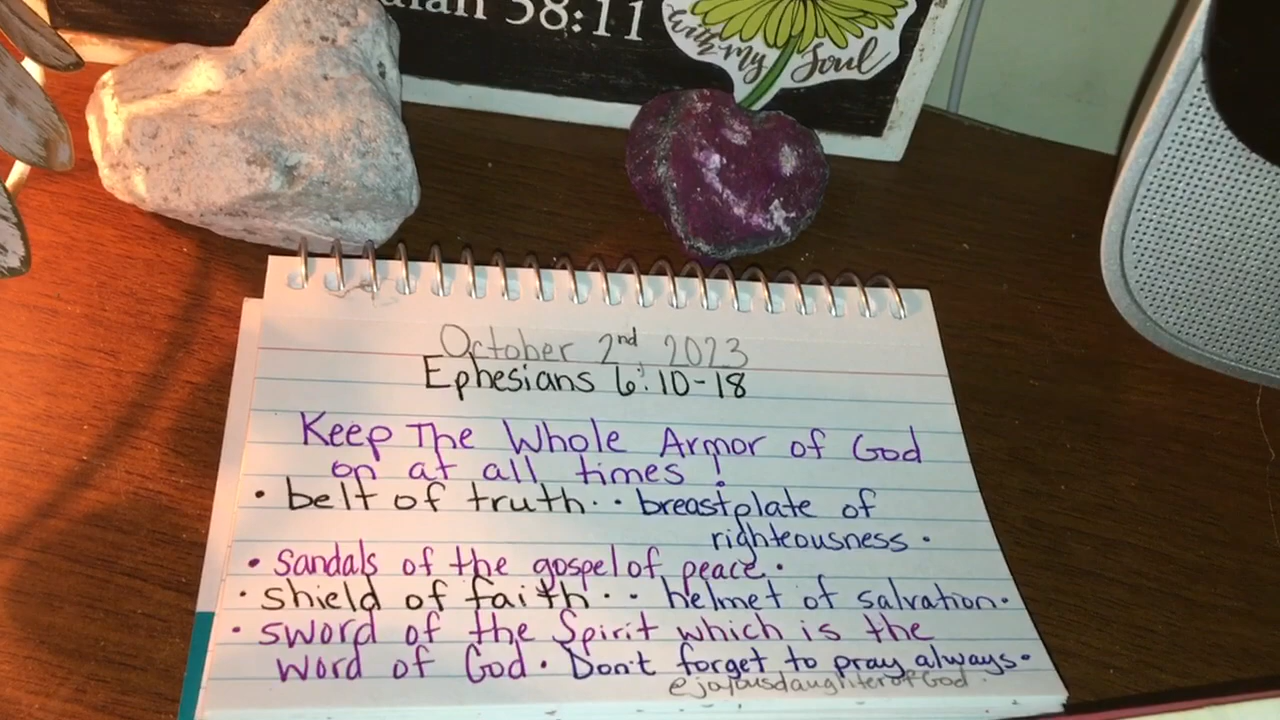 58:11
with my Soul
October 2nd, 2023
Ephesians 6:10-18
Keep The Whole Armor of God
on at all times!
• belt of truth • • breastplate of
righteousness •
• Sandals of the gospel of peace •
• shield of faith • • helmet of salvation •
• sword of the Spirit which is the
word of God • Don't forget to pray always •
@joyousdaughterofGod